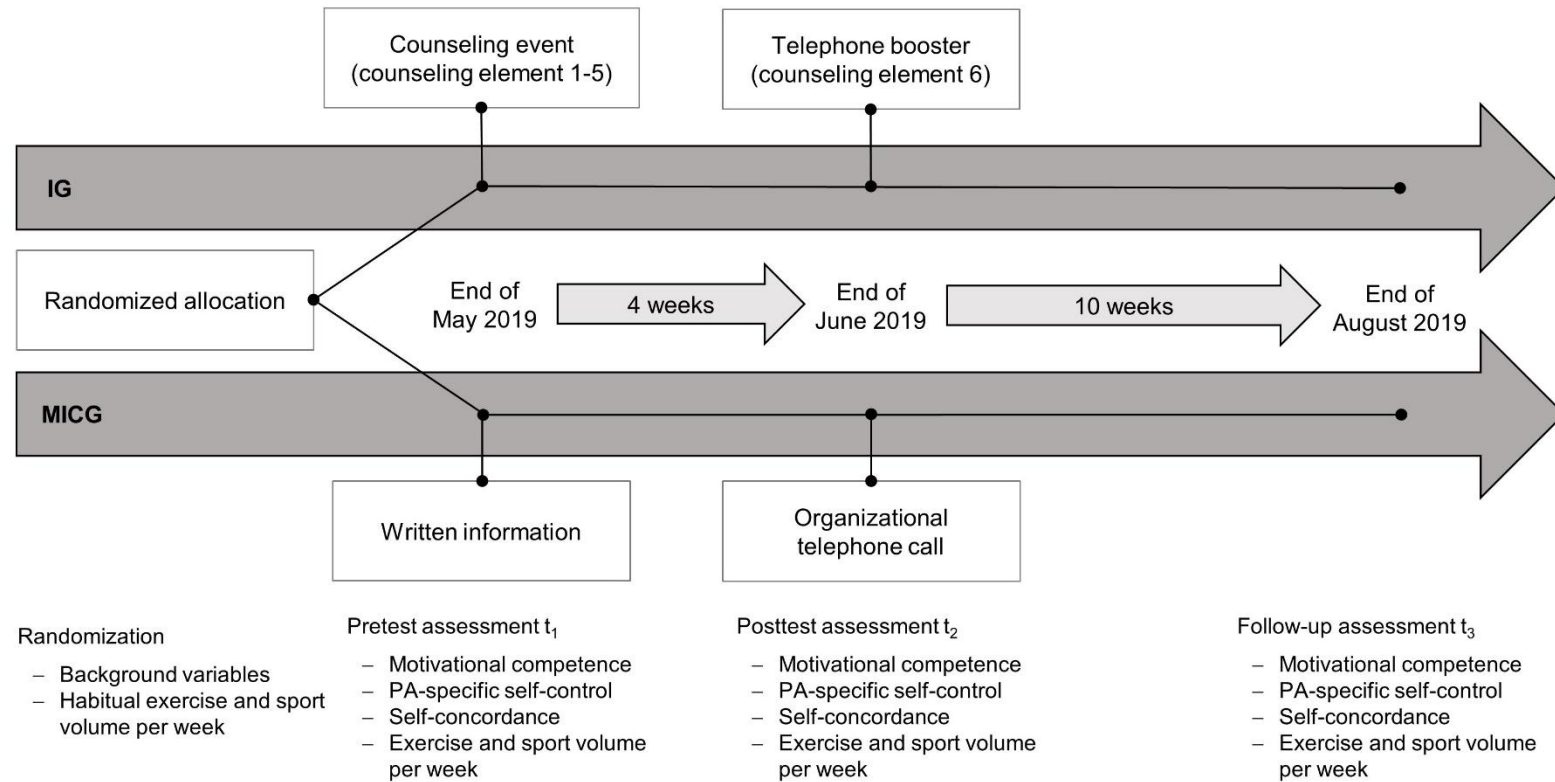 Counseling event
(counseling element 1-5)
Telephone booster
(counseling element 6)
IG
Randomized allocation
End of
May 2019
4 weeks
End of
June 2019
10 weeks
End of
August 2019
MICG
Written information
Organizational
telephone call
Randomization
– Background variables
– Habitual exercise and sport
volume per week
Pretest assessment t₁
– Motivational competence
– PA-specific self-control
– Self-concordance
– Exercise and sport volume
per week
Posttest assessment t₂
– Motivational competence
– PA-specific self-control
– Self-concordance
– Exercise and sport volume
per week
Follow-up assessment t₃
– Motivational competence
– PA-specific self-control
– Self-concordance
– Exercise and sport volume
per week